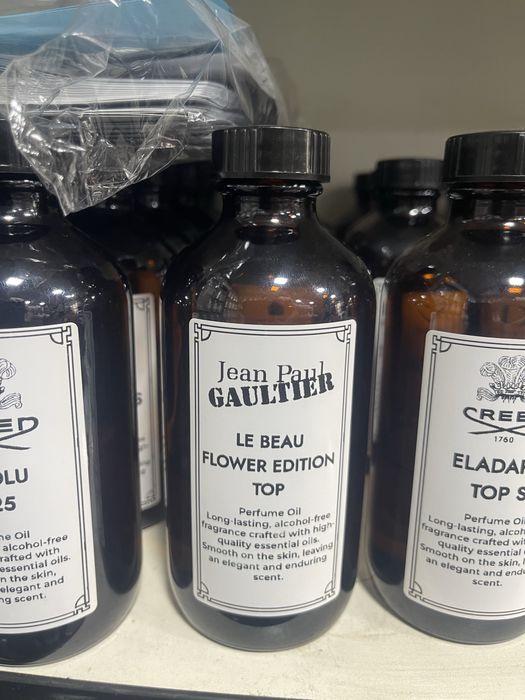 Jean Paul
GAULTIER
LE BEAU
FLOWER EDITION
TOP
Perfume Oil
Long-lasting, alcohol-free
fragrance crafted with high-
quality essential oils.
Smooth on the skin, leaving
an elegant and enduring
scent.
CREED
1760
TOP
Perfume Oil
Long-lasting, alcohol-free
fragrance crafted with
quality essential
Smooth on the skin,
an elegant and
scent.
25
alcohol-free
crafted with
essential oils.
on the skin,
elegant and
scent.